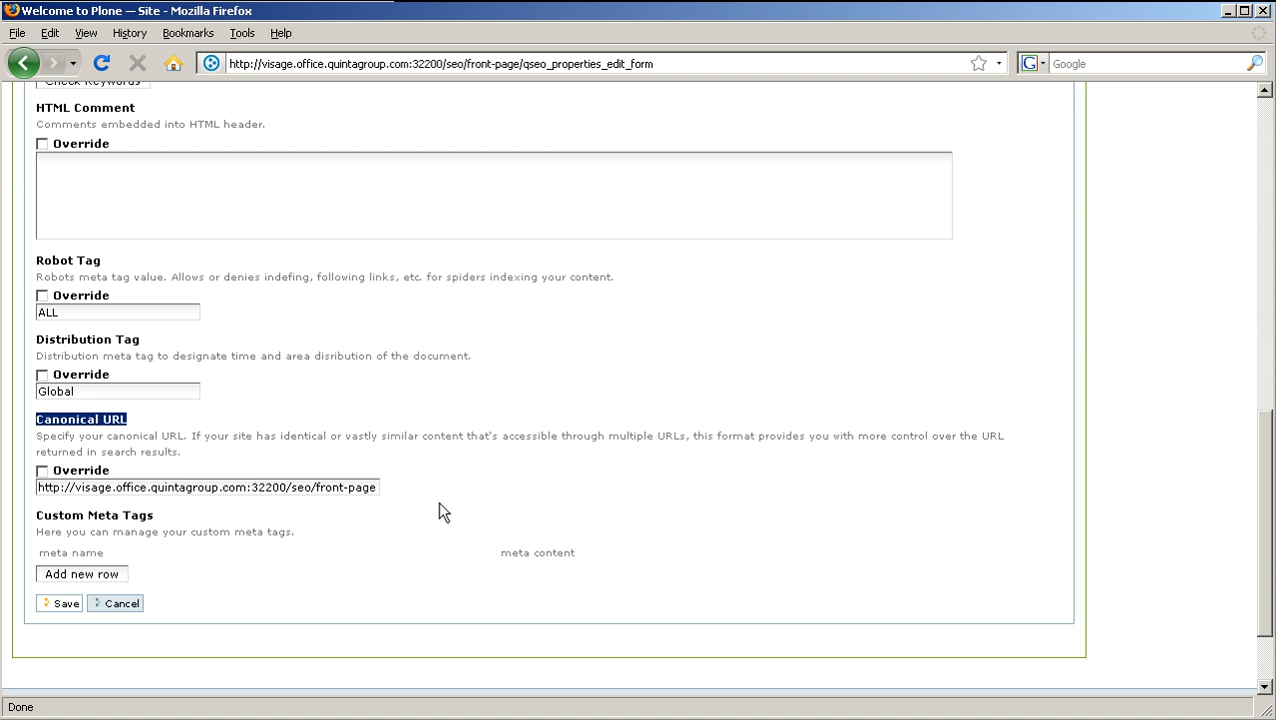 Welcome to Plone — Site - Mozilla Firefox
File Edit View History Bookmarks Tools Help
http://visage.office.quintagroup.com:32200/seo/front-page/qseo_properties_edit_form
G Google
Check Keywords
HTML Comment
Comments embedded into HTML header.
Override
Robot Tag
Robots meta tag value. Allows or denies indefing, following links, etc. for spiders indexing your content.
Override
ALL
Distribution Tag
Distribution meta tag to designate time and area disribution of the document.
Override
Global
Canonical URL
Specify your canonical URL. If your site has identical or vastly similar content that's accessible through multiple URLs, this format provides you with more control over the URL
returned in search results.
Override
http://visage.office.quintagroup.com:32200/seo/front-page
Custom Meta Tags
Here you can manage your custom meta tags.
meta name meta content
Add new row
Save Cancel
Done